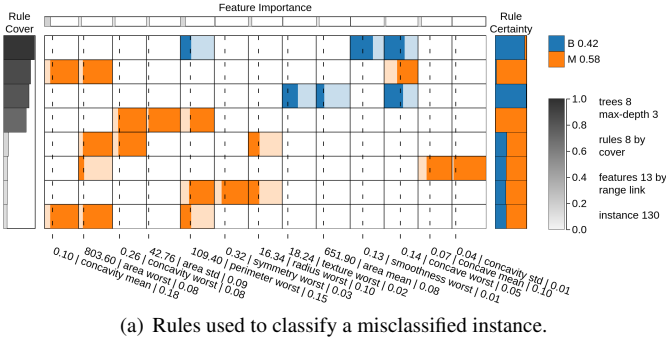 Feature Importance
Rule
Cover
Rule
Certainty
B 0.42
M 0.58
1.0
0.8
0.6
0.4
0.2
0.0
trees 8
max-depth 3
rules 8 by
cover
features 13 by
range link
instance 130
0.10 | concavity mean | 0.18
803.60 | area worst | 0.08
0.26 | concavity worst | 0.08
42.76 | area std | 0.09
109.40 | perimeter worst | 0.15
0.32 | symmetry worst | 0.03
16.34 | radius worst | 0.10
18.24 | texture worst | 0.02
651.90 | area mean | 0.08
0.13 | smoothness worst | 0.01
0.14 | concave worst | 0.05
0.07 | concave mean | 0.10
0.04 | concavity std | 0.01
(a) Rules used to classify a misclassified instance.